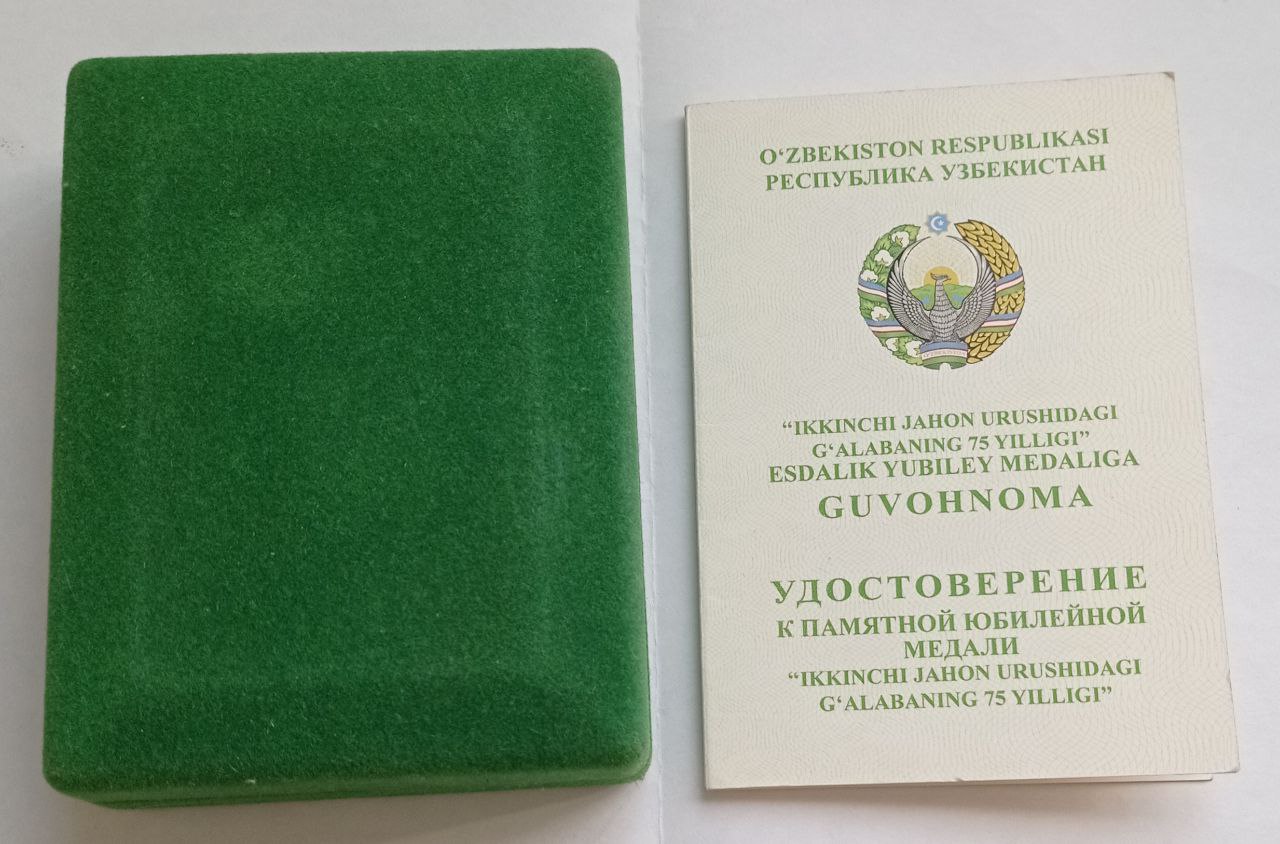 O‘ZBEKISTON RESPUBLIKASI
РЕСПУБЛИКА УЗБЕКИСТАН
O‘ZBEKISTON
“IKKINCHI JAHON URUSHIDAGI
G‘ALABANING 75 YILLIGI”
ESDALIK YUBILEY MEDALIGA
GUVOHNOMA
УДОСТОВЕРЕНИЕ
К ПАМЯТНОЙ ЮБИЛЕЙНОЙ
МЕДАЛИ
“IKKINCHI JAHON URUSHIDAGI
G‘ALABANING 75 YILLIGI”